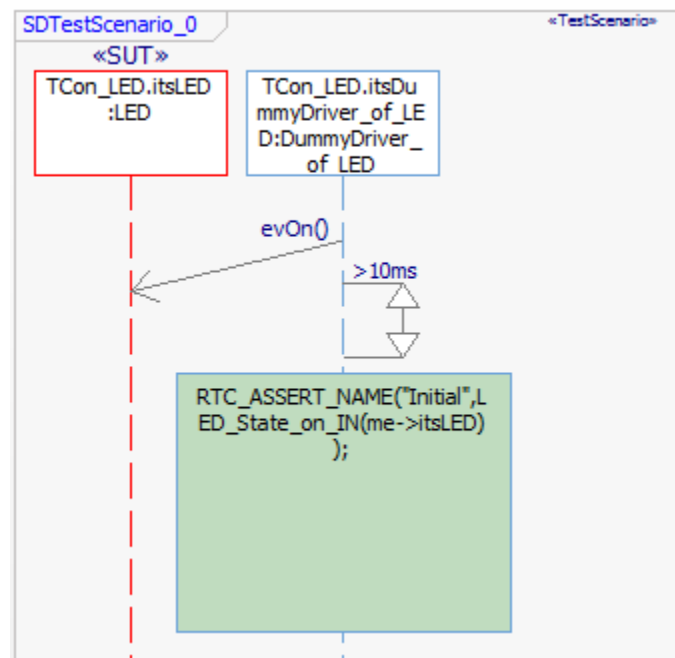 SDTestScenario_0
«TestScenario»
«SUT»
TCon_LED.itsLED
:LED
TCon_LED.itsDu
mmyDriver_of_LE
D:DummyDriver_
of_LED
evOn()
>10ms
RTC_ASSERT_NAME("Initial",L
ED_State_on_IN(me->itsLED)
);